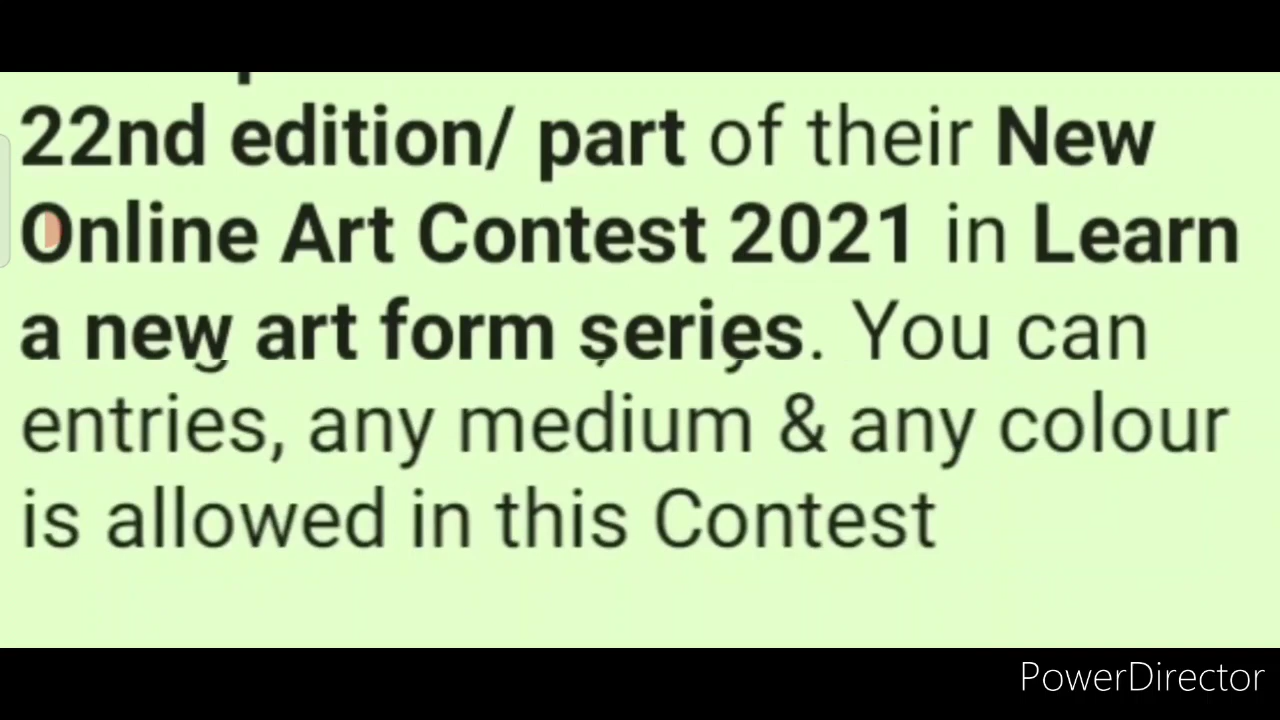 22nd edition/ part of their New
Online Art Contest 2021 in Learn
a new art form series. You can
entries, any medium & any colour
is allowed in this Contest
PowerDirector